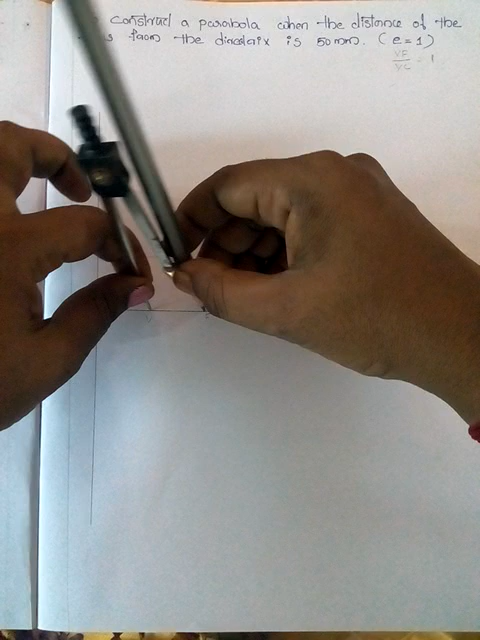 Construct a parabola when the distance of the
from the directrix is 50mm. (e=1)
VF
VC = 1